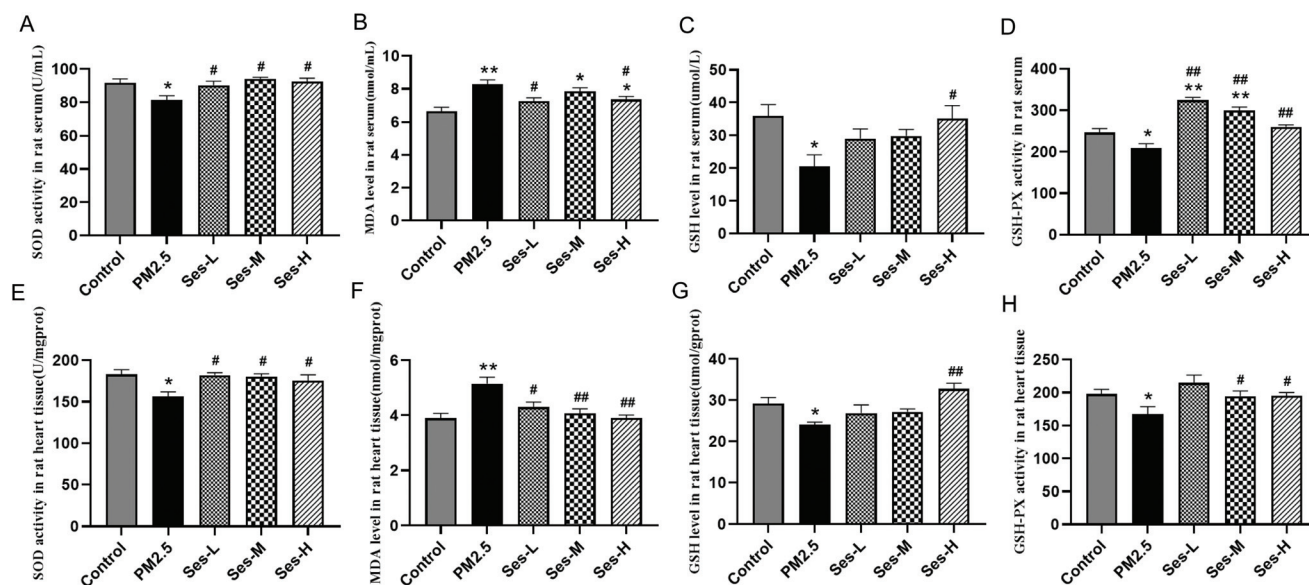 A
SOD activity in rat serum(U/mL)
100
80
60
40
20
0
*
#
#
#
Control
PM2.5
Ses-L
Ses-M
Ses-H
B
MDA level in rat serum(nmol/mL)
10
8
6
4
2
0
**
#
*
#
*
Control
PM2.5
Ses-L
Ses-M
Ses-H
C
GSH level in rat serum(umol/L)
50
40
30
20
10
0
*
#
Control
PM2.5
Ses-L
Ses-M
Ses-H
D
GSH-PX activity in rat serum
400
300
200
100
0
*
##
**
##
**
##
Control
PM2.5
Ses-L
Ses-M
Ses-H
E
SOD activity in rat heart tissue(U/mgprot)
200
150
100
50
0
*
#
#
#
Control
PM2.5
Ses-L
Ses-M
Ses-H
F
MDA level in rat heart tissue(nmol/mgprot)
6
4
2
0
**
#
##
##
Control
PM2.5
Ses-L
Ses-M
Ses-H
G
GSH level in rat heart tissue(umol/gprot)
40
30
20
10
0
*
##
Control
PM2.5
Ses-L
Ses-M
Ses-H
H
GSH-PX activity in rat heart tissue
250
200
150
100
50
0
*
#
#
Control
PM2.5
Ses-L
Ses-M
Ses-H